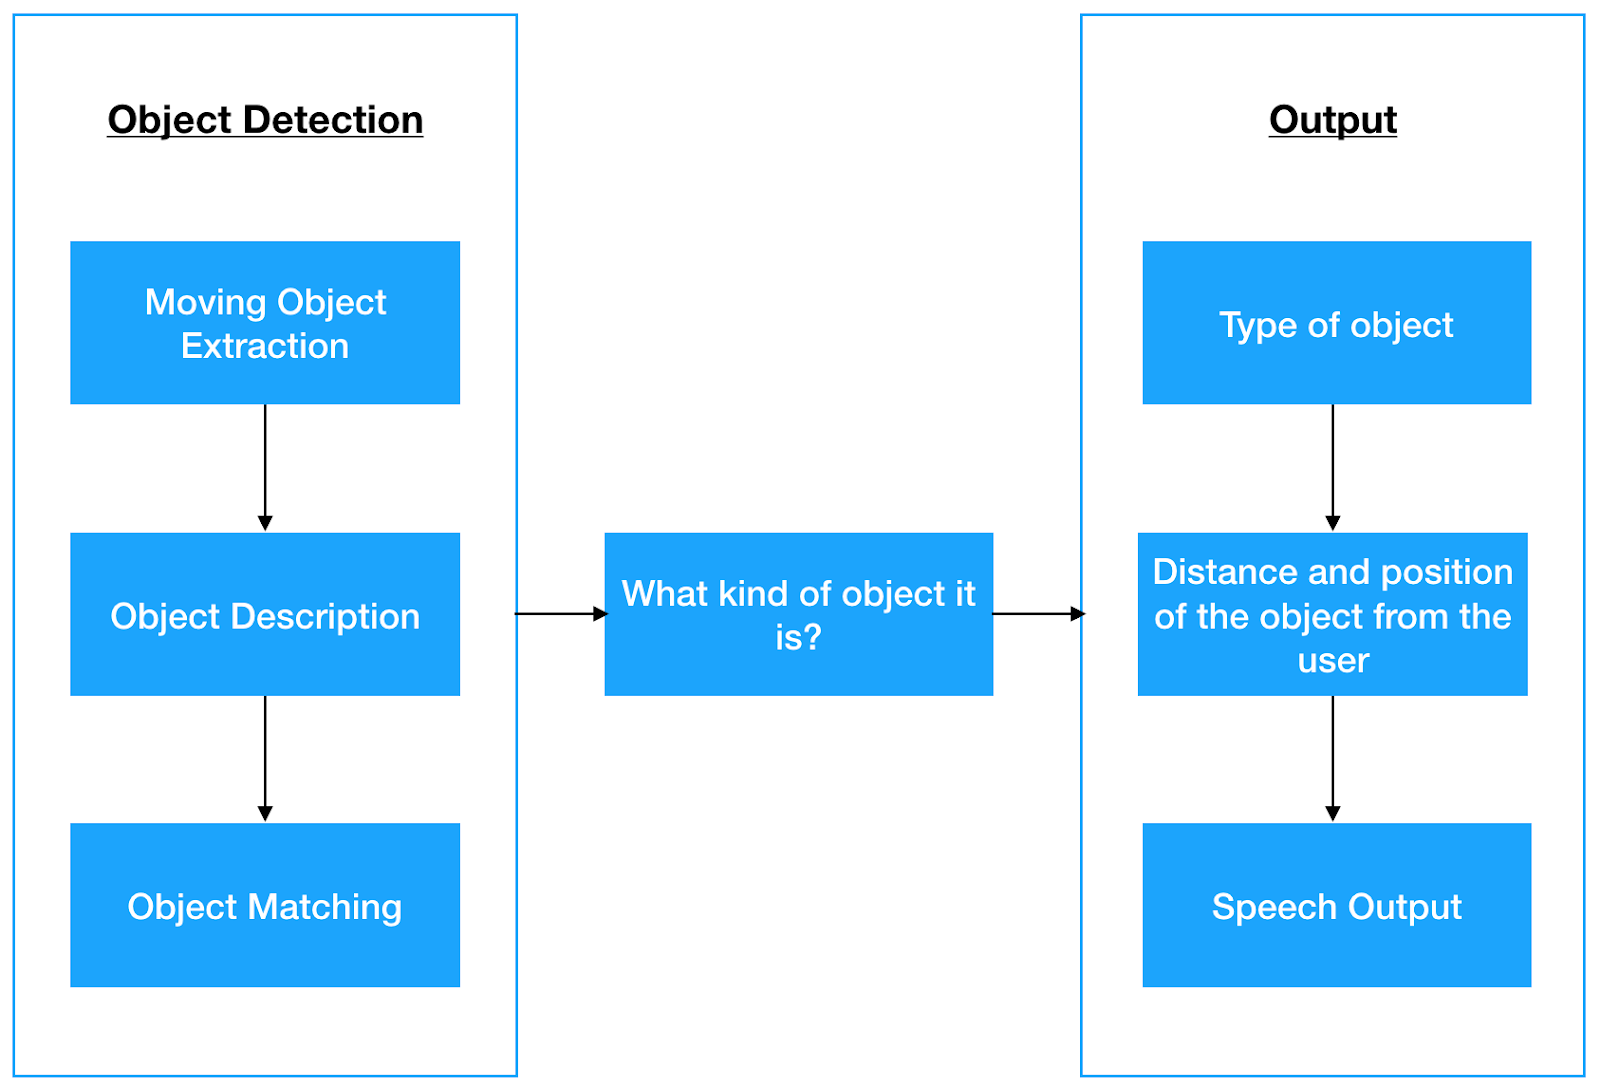 Object Detection
Moving Object
Extraction
Object Description
Object Matching
What kind of object it
is?
Output
Type of object
Distance and position
of the object from the
user
Speech Output